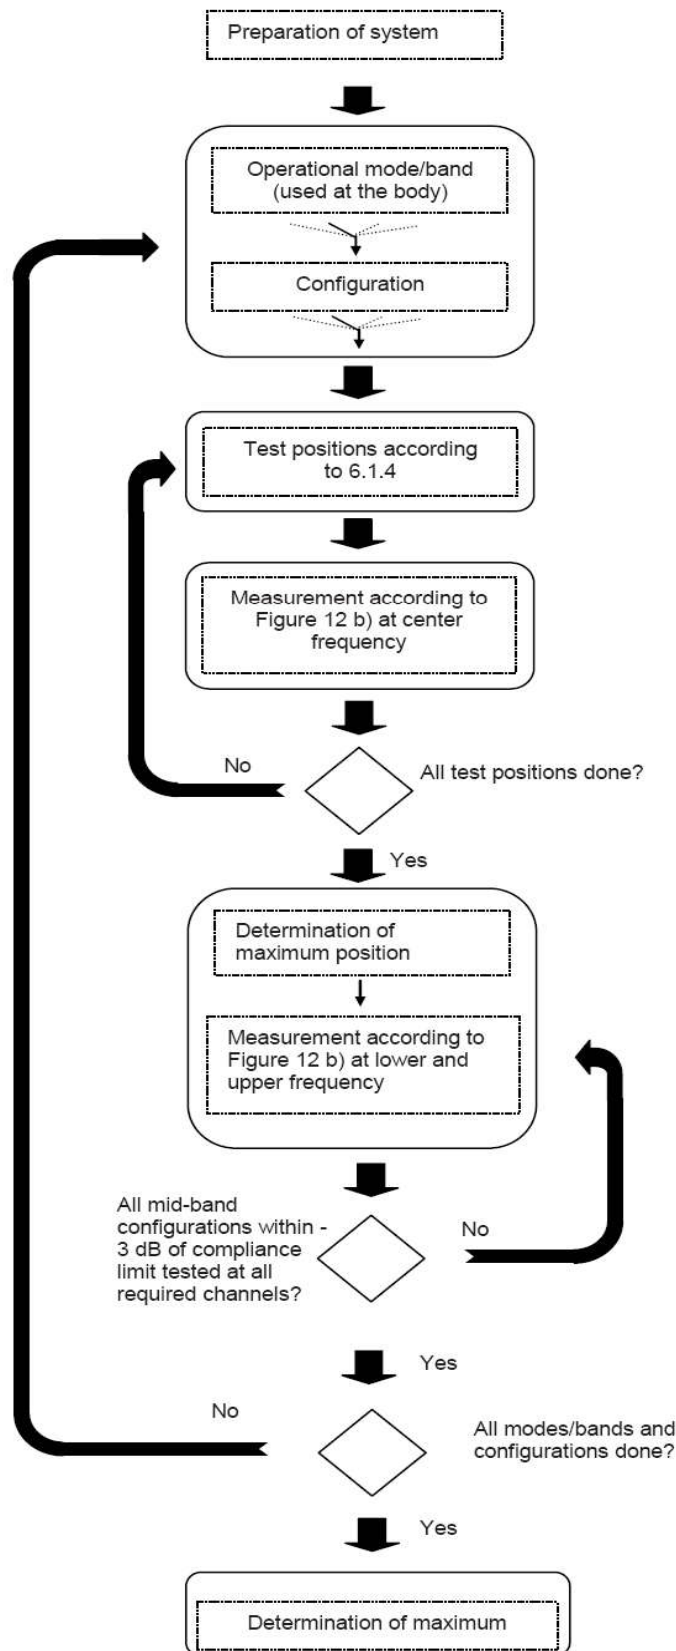 Preparation of system
Operational mode/band
(used at the body)
Configuration
Test positions according
to 6.1.4
Measurement according to
Figure 12 b) at center
frequency
No
All test positions done?
Yes
Determination of
maximum position
Measurement according to
Figure 12 b) at lower and
upper frequency
All mid-band
configurations within -
3 dB of compliance
limit tested at all
required channels?
No
Yes
No
All modes/bands and
configurations done?
Yes
Determination of maximum